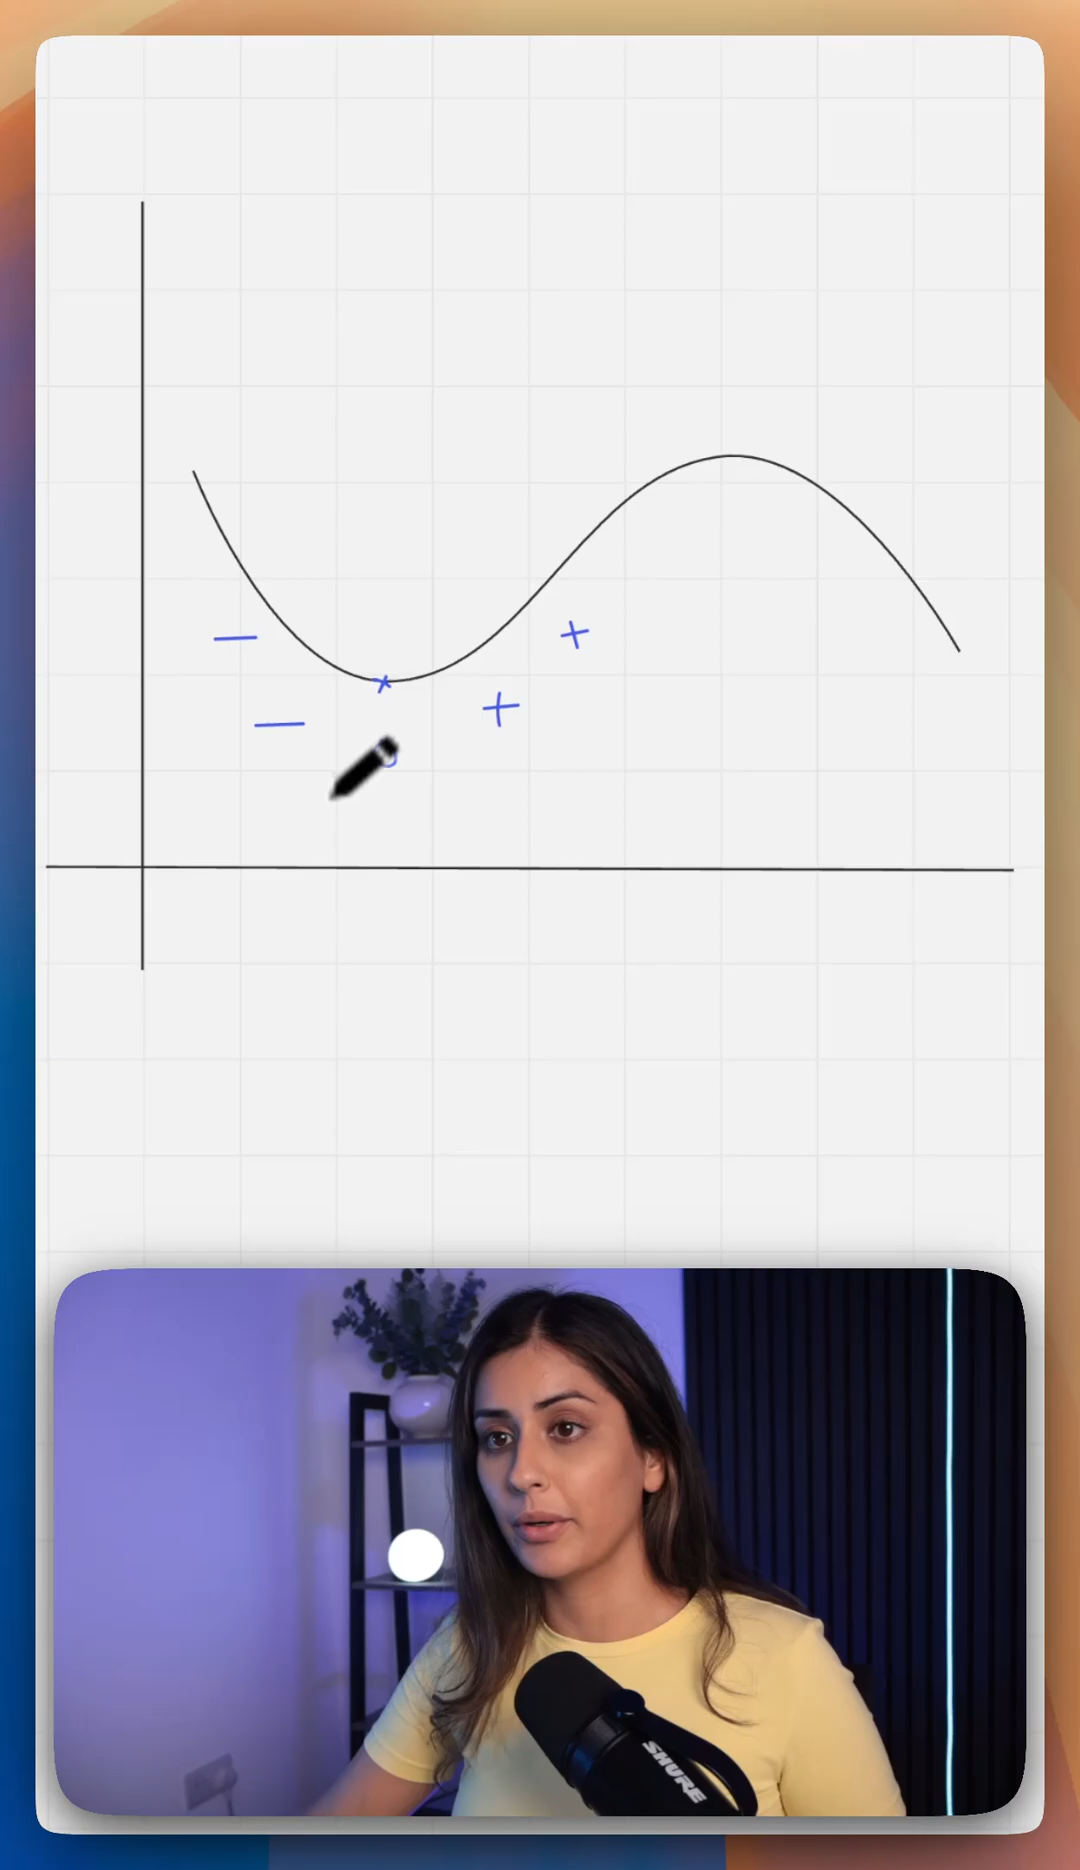 — +
— +
SHURE